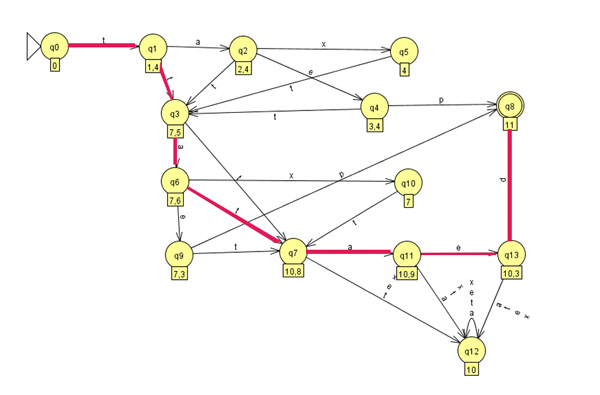 q0
t
q1
a
q2
x
q5
0
1,4
2,4
4
t
t
e
t
q4
p
q8
q3
t
3,4
11
7,5
a
t
q6
x
p
q10
7,6
t
7
p
e
t
q9
t
q7
a
q11
e
q13
7,3
10,8
10,9
10,3
t e x
a t x
x
e
t
a
a t e x
q12
10